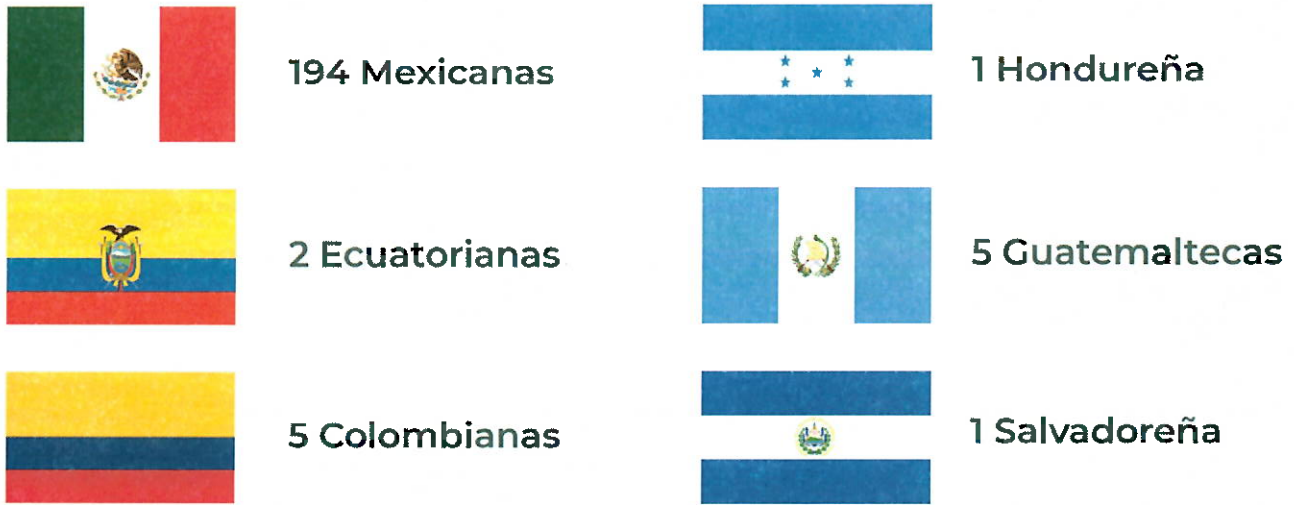 194 Mexicanas
1 Hondureña
2 Ecuatorianas
5 Guatemaltecas
5 Colombianas
1 Salvadoreña